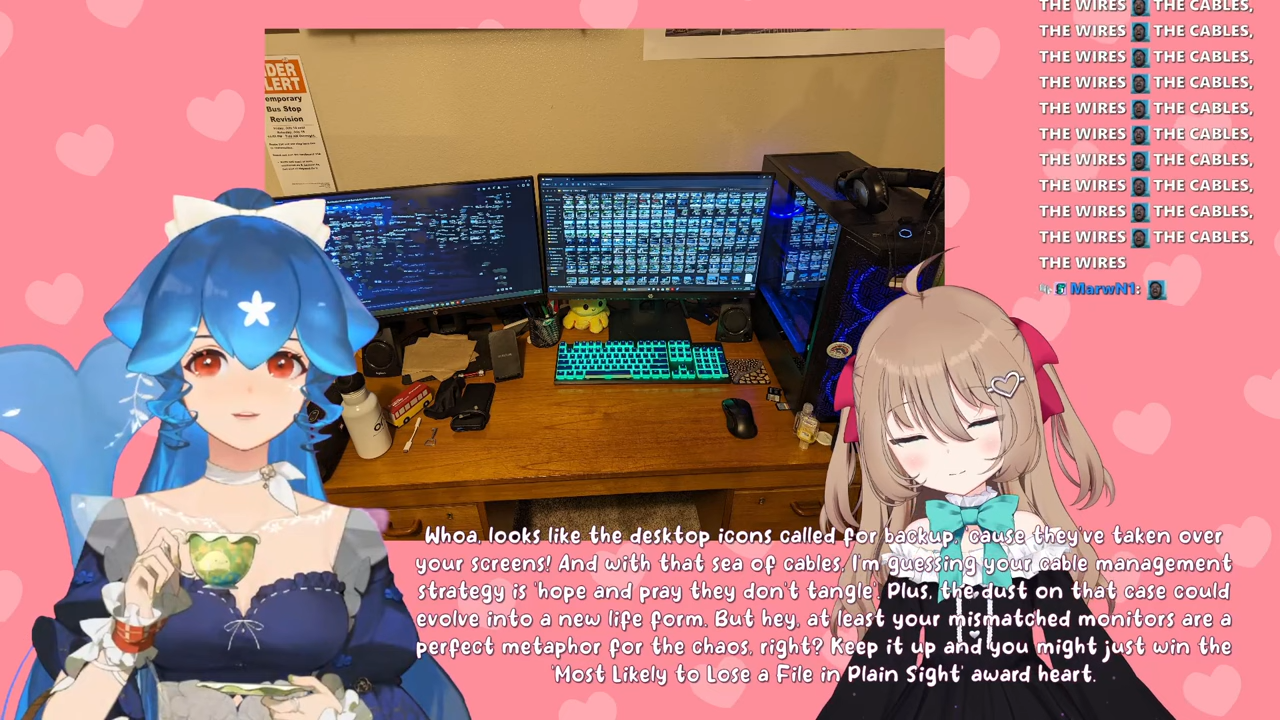 THE WIRES THE CABLES,
THE WIRES THE CABLES,
THE WIRES THE CABLES,
THE WIRES THE CABLES,
THE WIRES THE CABLES,
THE WIRES THE CABLES,
THE WIRES THE CABLES,
THE WIRES THE CABLES,
THE WIRES THE CABLES,
THE WIRES THE CABLES,
THE WIRES
MarwN1:
DER
LERT
emporary
Bus Stop
Revision
Whoa, looks like the desktop icons called for backup, 'cause they've taken over
your screens! And with that sea of cables, I'm guessing your cable management
strategy is 'hope and pray they don't tangle'. Plus, the dust on that case could
evolve into a new life form. But hey, at least your mismatched monitors are a
perfect metaphor for the chaos, right? Keep it up and you might just win the
'Most Likely to Lose a File in Plain Sight' award heart.